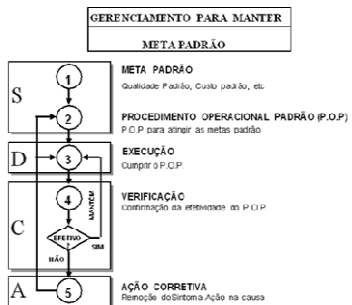 GERENCIAMENTO PARA MANTER
META PADRÃO
S
1
META PADRÃO
Qualidade Padrão, Custo padrão, etc
2
PROCEDIMENTO OPERACIONAL PADRÃO (P.O.P)
P.O.P para atingir as metas padrão
D
3
EXECUÇÃO
Cumprir o P.O.P.
C
4
VERIFICAÇÃO
Confirmação da efetividade do P.O.P.
MANTÉM
EFETIVO
?
SIM
NÃO
A
5
AÇÃO CORRETIVA
Remoção do Sintoma Ação na causa